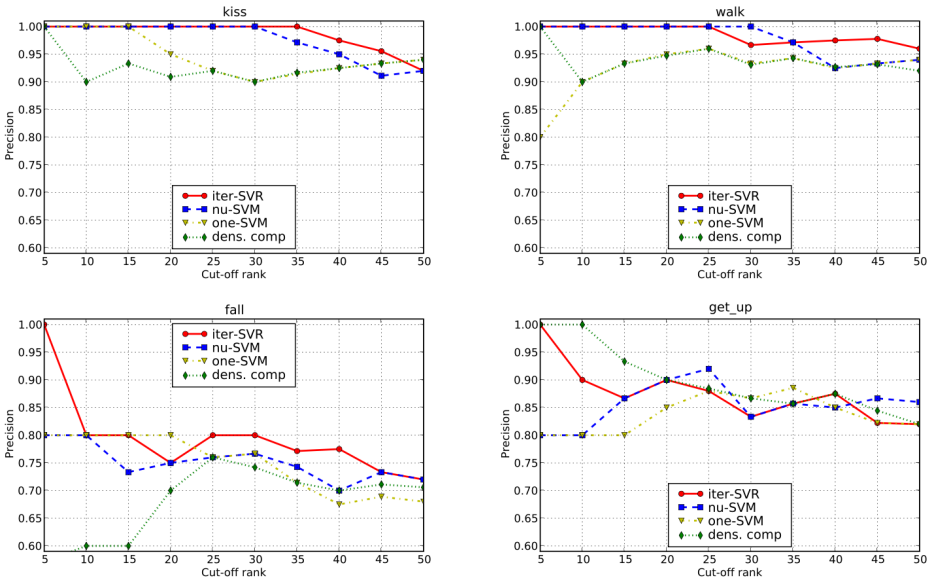 kiss
1.00
0.95
0.90
0.85
0.80
0.75
0.70
0.65
0.60
Precision
iter-SVR
nu-SVM
one-SVM
dens. comp
5 10 15 20 25 30 35 40 45 50
Cut-off rank
walk
1.00
0.95
0.90
0.85
0.80
0.75
0.70
0.65
0.60
Precision
iter-SVR
nu-SVM
one-SVM
dens. comp
5 10 15 20 25 30 35 40 45 50
Cut-off rank
fall
1.00
0.95
0.90
0.85
0.80
0.75
0.70
0.65
0.60
Precision
iter-SVR
nu-SVM
one-SVM
dens. comp
5 10 15 20 25 30 35 40 45 50
Cut-off rank
get_up
1.00
0.95
0.90
0.85
0.80
0.75
0.70
0.65
0.60
Precision
iter-SVR
nu-SVM
one-SVM
dens. comp
5 10 15 20 25 30 35 40 45 50
Cut-off rank